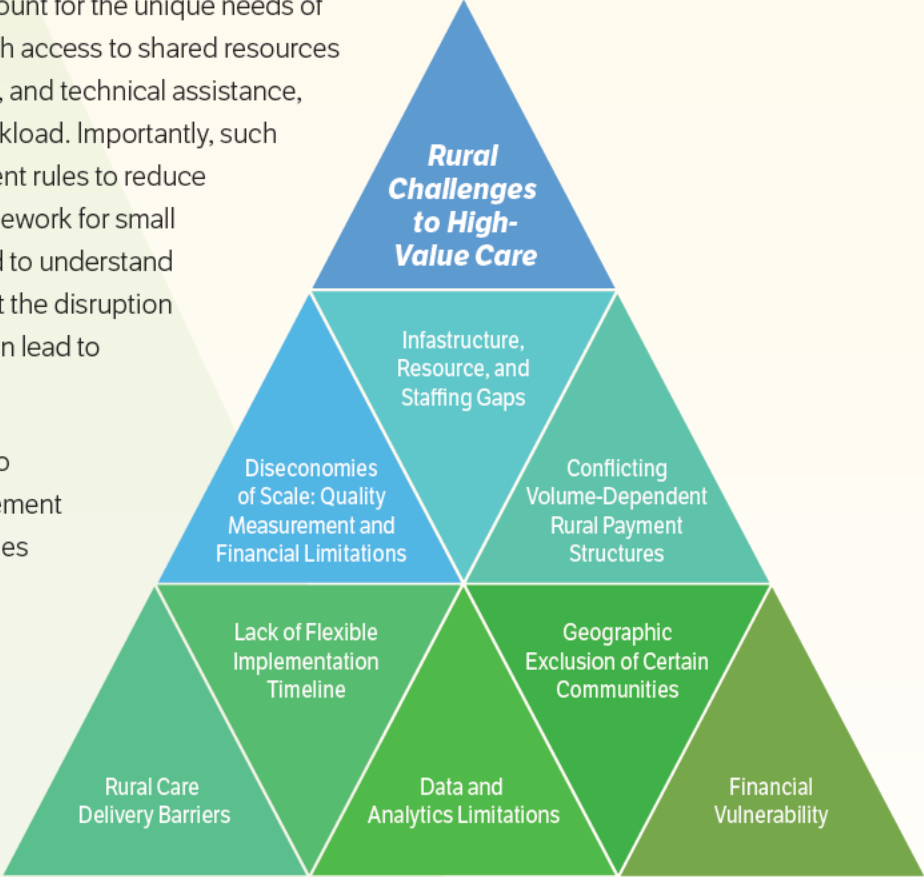 ount for the unique needs of
h access to shared resources
, and technical assistance,
kload. Importantly, such
ent rules to reduce
ework for small
d to understand
t the disruption
n lead to
o
ement
es
Rural
Challenges
to High-
Value Care
Infastructure,
Resource, and
Staffing Gaps
Diseconomies
of Scale: Quality
Measurement and
Financial Limitations
Conflicting
Volume-Dependent
Rural Payment
Structures
Lack of Flexible
Implementation
Timeline
Geographic
Exclusion of Certain
Communities
Rural Care
Delivery Barriers
Data and
Analytics Limitations
Financial
Vulnerability